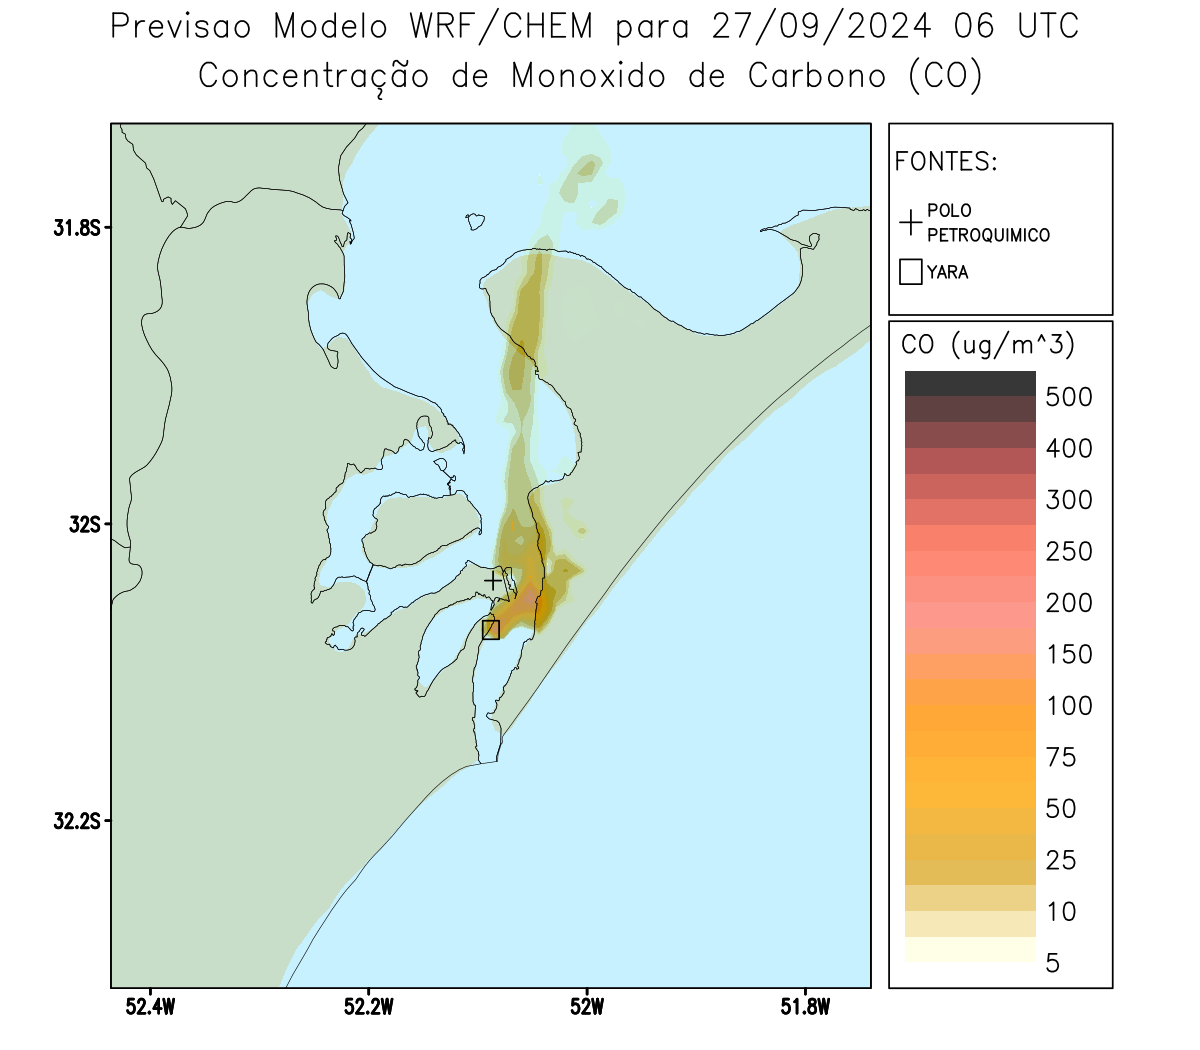 Previsao Modelo WRF/CHEM para 27/09/2024 06 UTC
Concentração de Monoxido de Carbono (CO)
FONTES:
POLO
PETROQUIMICO
YARA
CO (ug/m^3)
500
400
300
250
200
150
100
75
50
25
10
5
31.8S
32S
32.2S
52.4W
52.2W
52W
51.8W